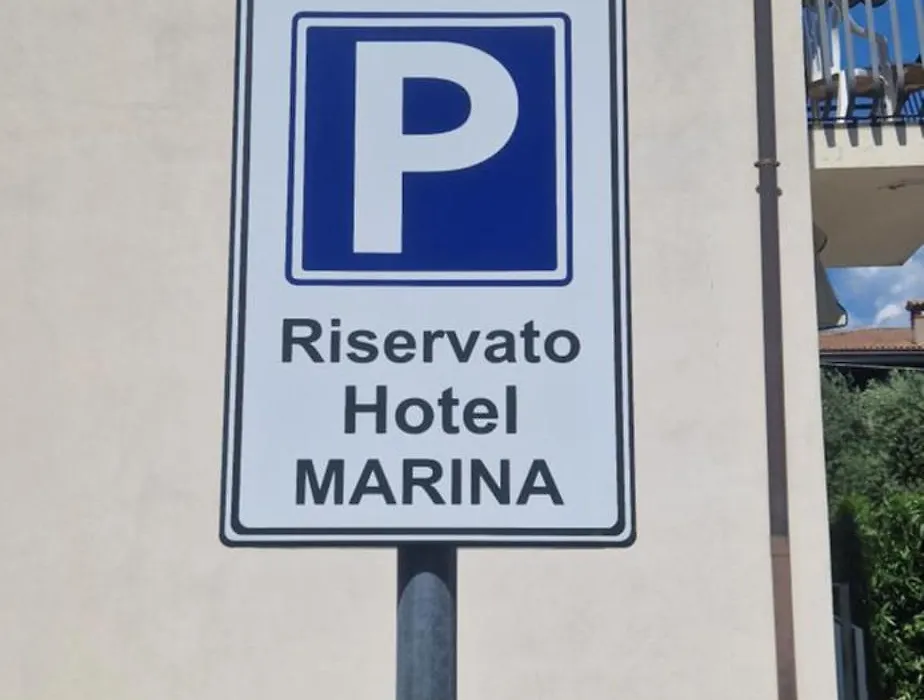 P
Riservato
Hotel
MARINA